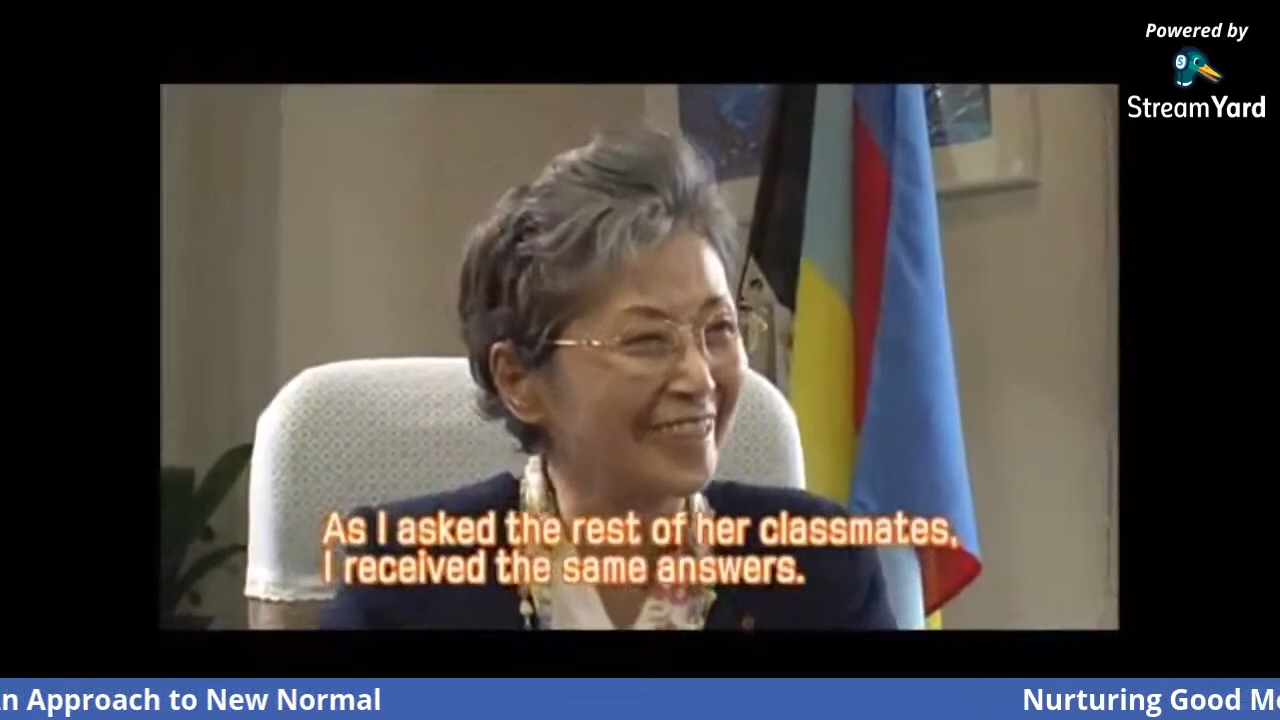 Powered by
StreamYard
As I asked the rest of her classmates,
I received the same answers.
n Approach to New Normal
Nurturing Good M